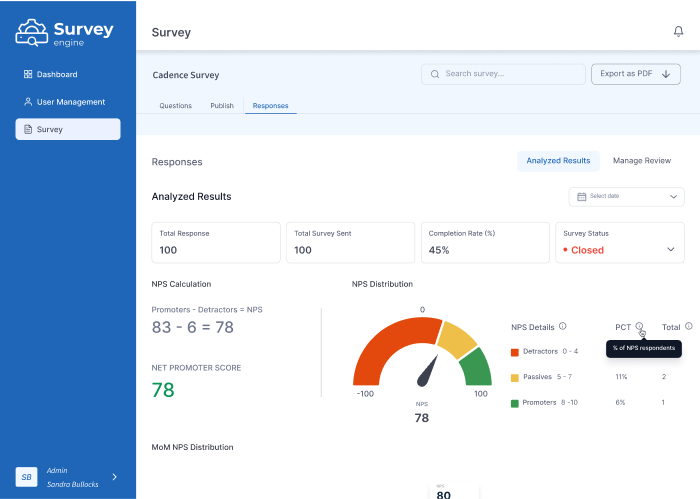 Survey
engine
Dashboard
User Management
Survey
SB
Admin
Sandro Bullocks
Survey
Cadence Survey
Search survey...
Export as PDF
Questions
Publish
Responses
Responses
Analyzed Results
Manage Review
Analyzed Results
Select date
Total Response
100
Total Survey Sent
100
Completion Rate (%)
45%
Survey Status
Closed
NPS Calculation
Promoters - Detractors = NPS
83 - 6 = 78
NET PROMOTER SCORE
78
NPS Distribution
0
-100
100
NPS
78
NPS Details
PCT
Total
% of NPS respondents
Detractors 0 - 4
Passives 5 - 7
11%
2
Promoters 8 -10
6%
1
MoM NPS Distribution
NPS
80